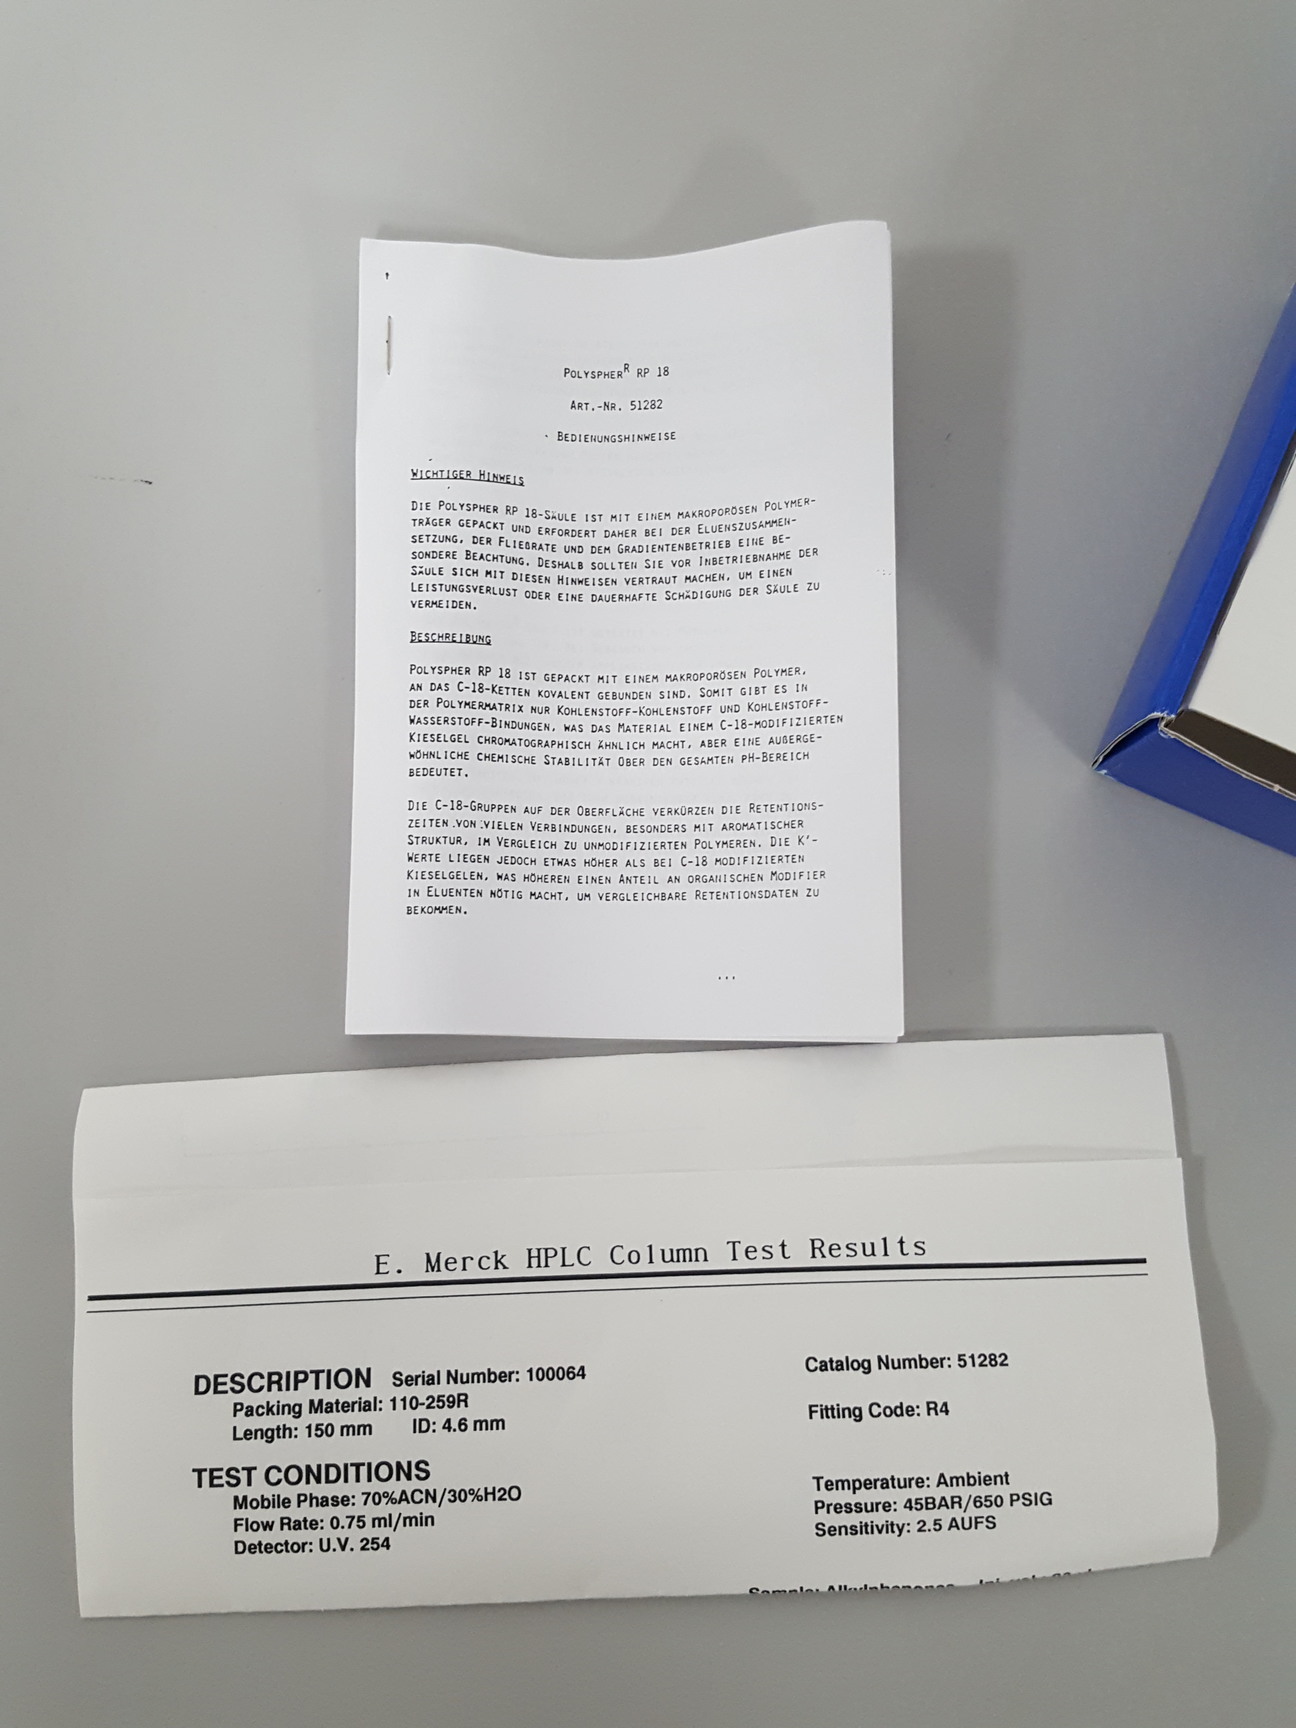 PolyspherR RP 18
Art.-Nr. 51282
Bedienungshinweise
Wichtiger Hinweis
Die Polyspher RP 18-Säule ist mit einem makroporösen Polymer-
träger gepackt und erfordert daher bei der Eluenszusammen-
setzung, der Fließrate und dem Gradientenbetrieb eine be-
sondere Beachtung. Deshalb sollten Sie vor Inbetriebnahme der
Säule sich mit diesen Hinweisen vertraut machen, um einen
Leistungsverlust oder eine dauerhafte Schädigung der Säule zu
vermeiden.
Beschreibung
Polyspher RP 18 ist gepackt mit einem makroporösen Polymer,
an das C-18-Ketten kovalent gebunden sind. Somit gibt es in
der Polymermatrix nur Kohlenstoff-Kohlenstoff und Kohlenstoff-
Wasserstoff-Bindungen, was das Material einem C-18-modifizierten
Kieselgel chromatographisch ähnlich macht, aber eine außerge-
wöhnliche chemische Stabilität über den gesamten pH-Bereich
bedeutet.
Die C-18-Gruppen auf der Oberfläche verkürzen die Retentions-
zeiten von vielen Verbindungen, besonders mit aromatischer
Struktur, im Vergleich zu unmodifizierten Polymeren. Die K'-
Werte liegen jedoch etwas höher als bei C-18 modifizierten
Kieselgelen, was höheren einen Anteil an organischen Modifier
in Eluenten nötig macht, um vergleichbare Retentionsdaten zu
bekommen.
...
E. Merck HPLC Column Test Results
DESCRIPTION Serial Number: 100064
Catalog Number: 51282
Packing Material: 110-259R
Fitting Code: R4
Length: 150 mm ID: 4.6 mm
TEST CONDITIONS
Temperature: Ambient
Mobile Phase: 70%ACN/30%H2O
Pressure: 45BAR/650 PSIG
Flow Rate: 0.75 ml/min
Sensitivity: 2.5 AUFS
Detector: U.V. 254
Sample: Alkylphenones